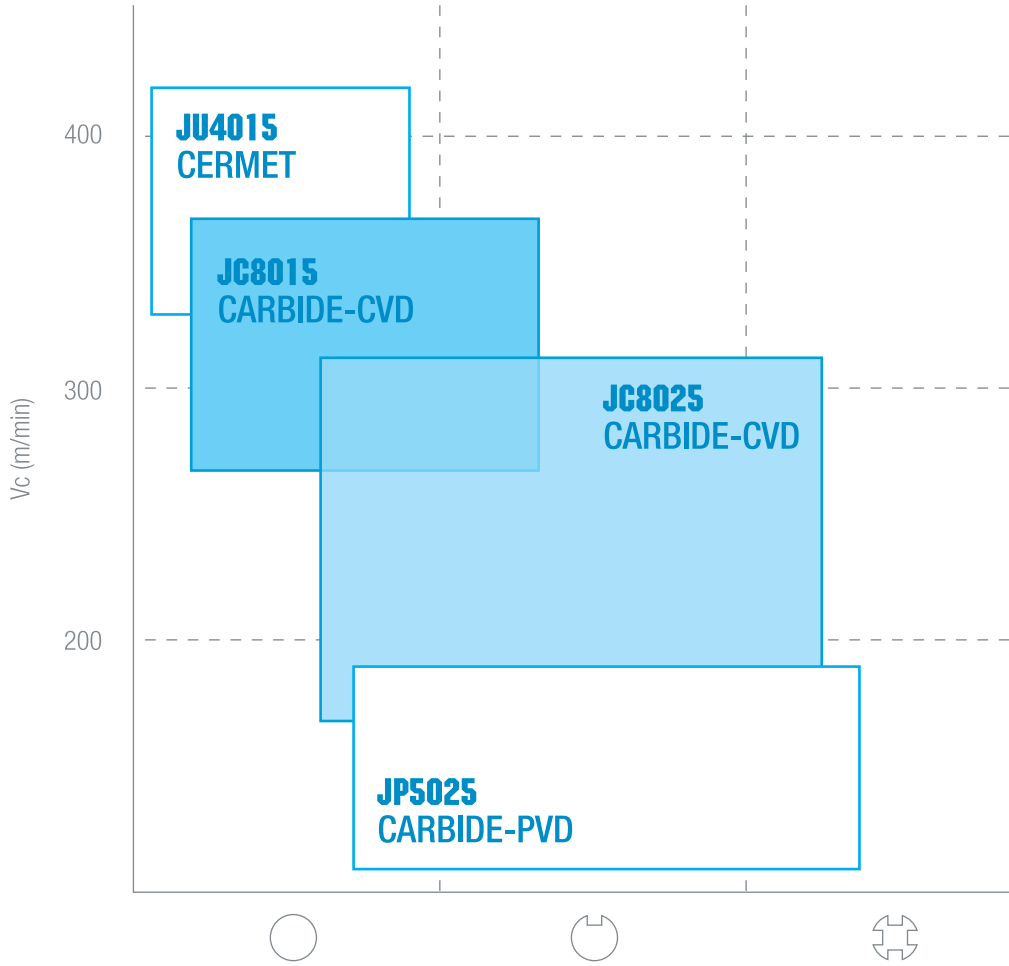 400
JU4015
CERMET
JC8015
CARBIDE-CVD
300
JC8025
CARBIDE-CVD
Vc (m/min)
200
JP5025
CARBIDE-PVD